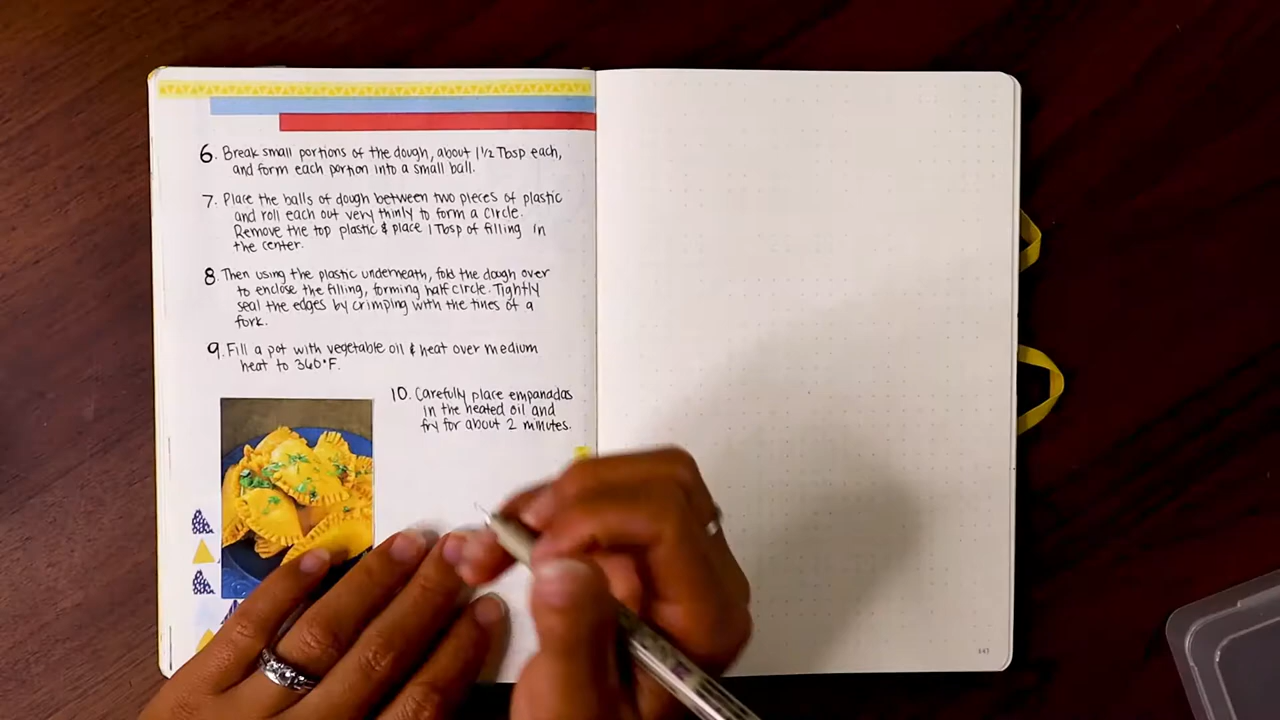 6. Break small portions of the dough, about 1 1/2 Tbsp each,
and form each portion into a small ball.
7. Place the balls of dough between two pieces of plastic
and roll each out very thinly to form a circle.
Remove the top plastic & place 1 Tbsp of filling in
the center.
8. Then using the plastic underneath, fold the dough over
to enclose the filling, forming half circle. Tightly
seal the edges by crimping with the tines of a
fork.
9. Fill a pot with vegetable oil & heat over medium
heat to 360°F.
10. Carefully place empanadas
in the heated oil and
fry for about 2 minutes.